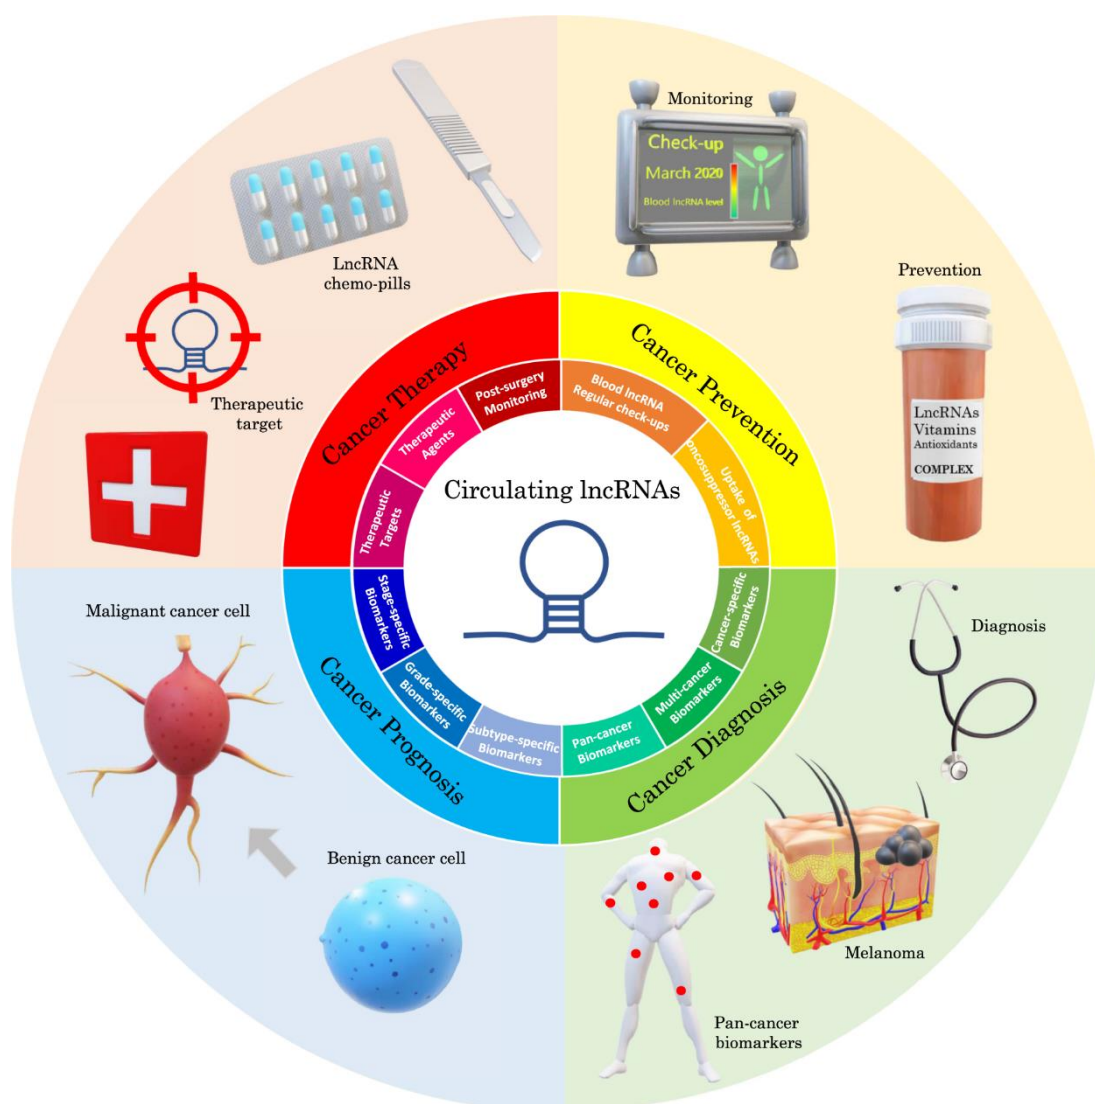 Monitoring
Check-up
March 2020
Blood lncRNA level
LncRNA
chemo-pills
Prevention
LncRNAs
Vitamins
Antioxidants
COMPLEX
Therapeutic
target
Cancer Therapy
Cancer Prevention
Post-surgery
Monitoring
Blood lncRNA
Regular check-ups
Therapeutic
Agents
Uptake of
oncosuppressor lncRNAs
Therapeutic
Targets
Circulating lncRNAs
Stage-specific
Biomarkers
Cancer-specific
Biomarkers
Grade-specific
Biomarkers
Multi-cancer
Biomarkers
Subtype-specific
Biomarkers
Pan-cancer
Biomarkers
Cancer Prognosis
Cancer Diagnosis
Malignant cancer cell
Diagnosis
Benign cancer cell
Melanoma
Pan-cancer
biomarkers